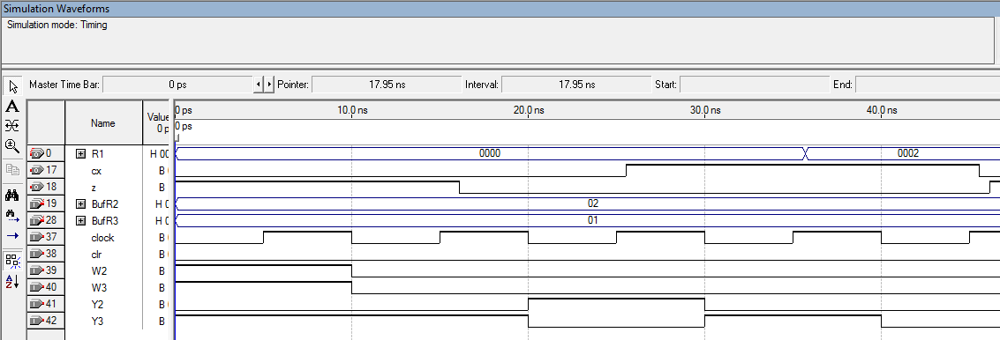 Simulation Waveforms
Simulation mode: Timing
Master Time Bar: 0 ps Pointer: 17.95 ns Interval: 17.95 ns Start: End:
Name Value 0 ps 10.0 ns 20.0 ns 30.0 ns 40.0 ns
0 p 0 ps
0 R1 H 00 0000 0002
17 cx B
18 z B
19 BufR2 H 0 02
28 BufR3 H 0 01
37 clock B
38 clr B
39 W2 B
40 W3 B
41 Y2 B
42 Y3 B